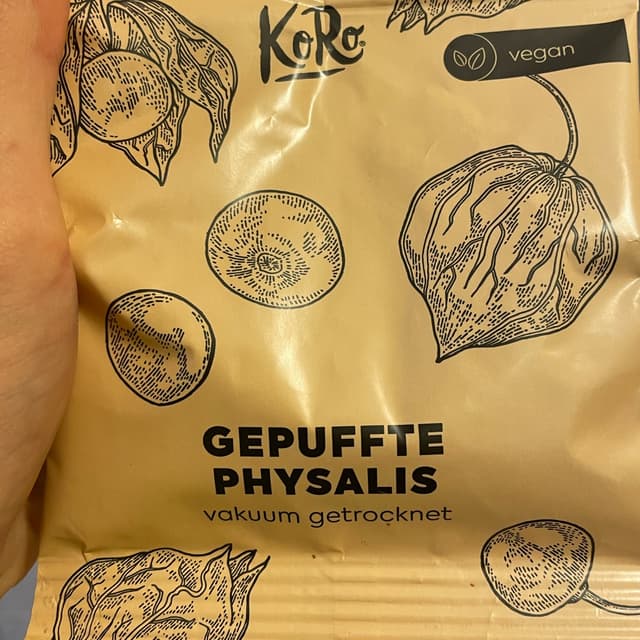 KoRo
vegan
GEPUFFTE
PHYSALIS
vakuum getrocknet